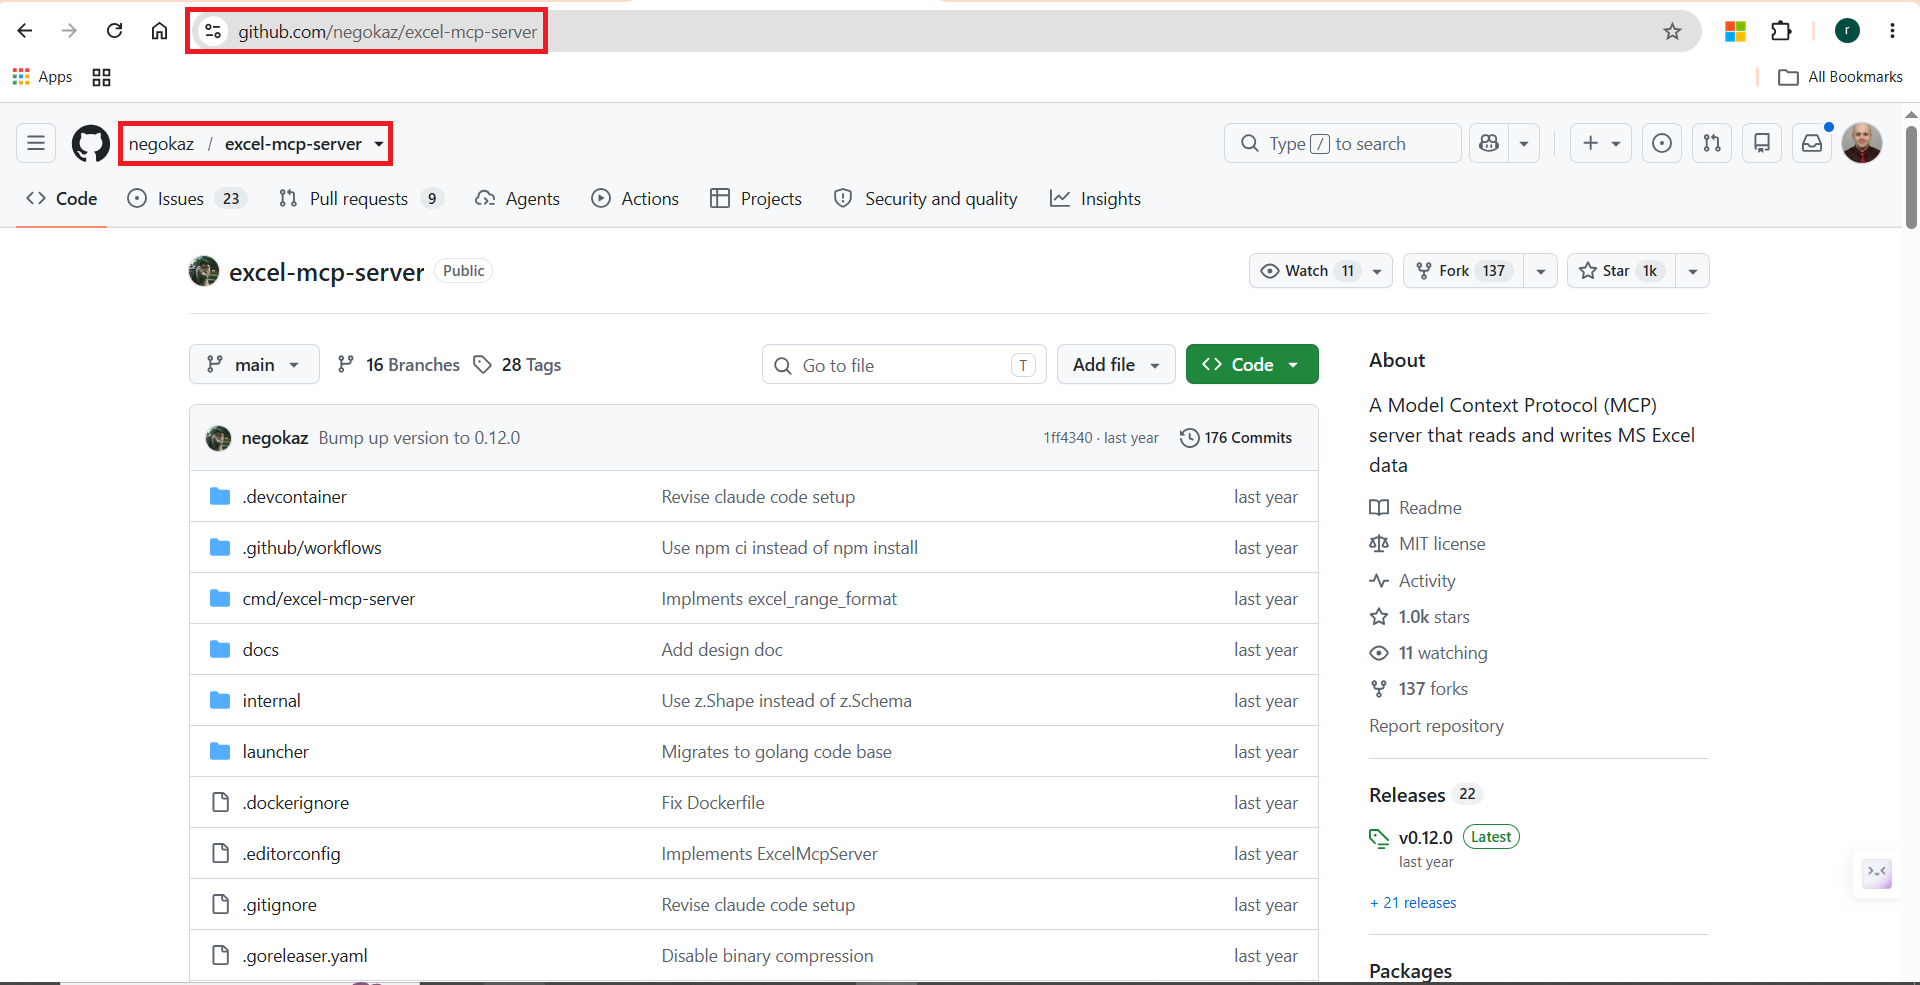 github.com/negokaz/excel-mcp-server
r
Apps
All Bookmarks
negokaz / excel-mcp-server
Type / to search
Code
Issues 23
Pull requests 9
Agents
Actions
Projects
Security and quality
Insights
excel-mcp-server Public
Watch 11
Fork 137
Star 1k
main
16 Branches
28 Tags
Go to file T
Add file
Code
negokaz Bump up version to 0.12.0 1ff4340 · last year 176 Commits
.devcontainer Revise claude code setup last year
.github/workflows Use npm ci instead of npm install last year
cmd/excel-mcp-server Implments excel_range_format last year
docs Add design doc last year
internal Use z.Shape instead of z.Schema last year
launcher Migrates to golang code base last year
.dockerignore Fix Dockerfile last year
.editorconfig Implements ExcelMcpServer last year
.gitignore Revise claude code setup last year
.goreleaser.yaml Disable binary compression last year
About
A Model Context Protocol (MCP)
server that reads and writes MS Excel
data
Readme
MIT license
Activity
1.0k stars
11 watching
137 forks
Report repository
Releases 22
v0.12.0 Latest
last year
+ 21 releases
Packages